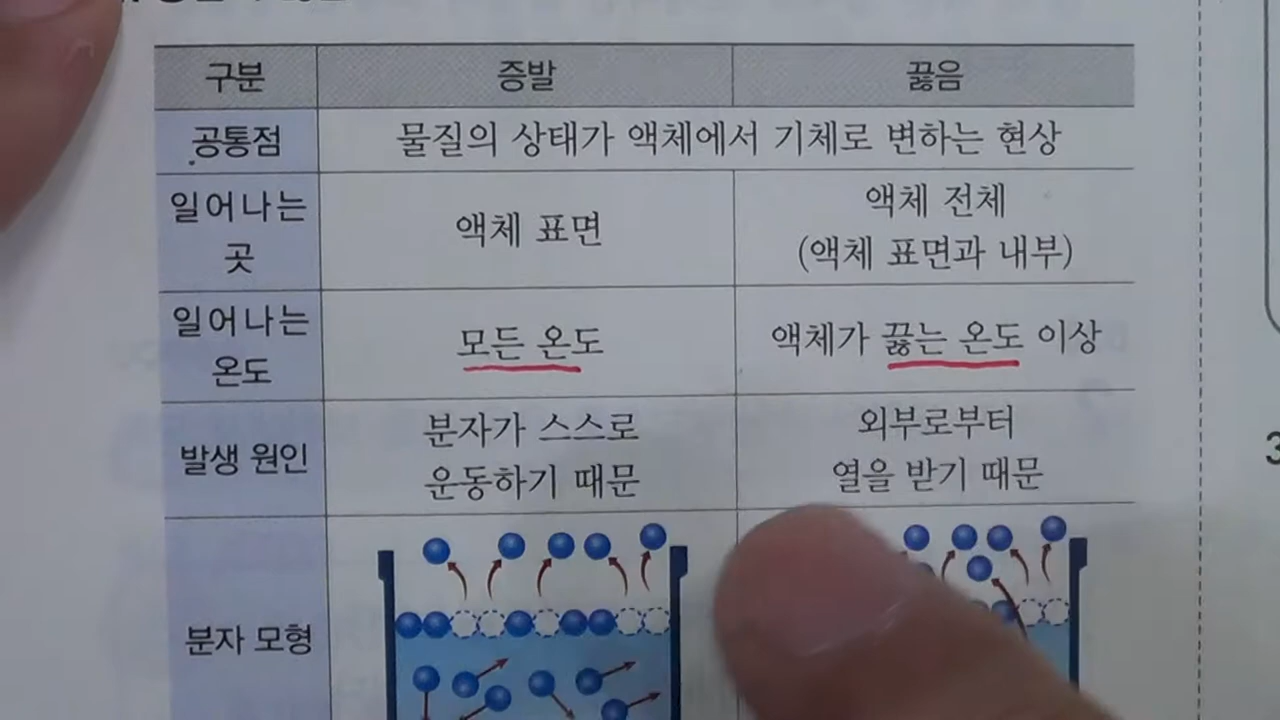 구분 증발 끓음
공통점 물질의 상태가 액체에서 기체로 변하는 현상
일어나는 곳 액체 표면 액체 전체
(액체 표면과 내부)
일어나는 온도 모든 온도 액체가 끓는 온도 이상
발생 원인 분자가 스스로 운동하기 때문 외부로부터 열을 받기 때문
분자 모형
3